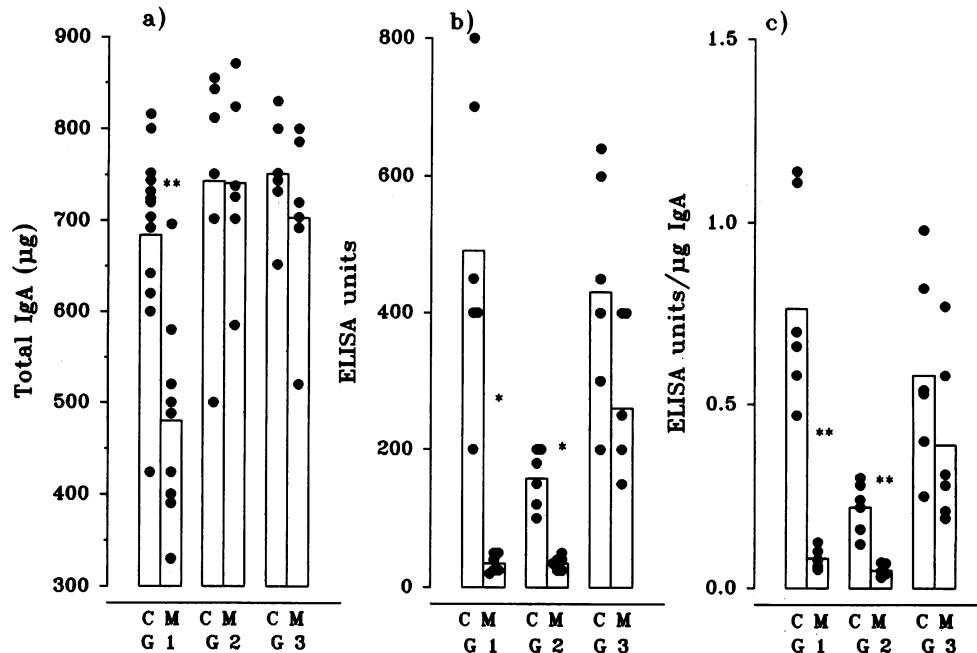 a)
Total IgA (μg)
900
800
700
600
500
400
300
**
C M C M C M
G 1 G 2 G 3
b)
ELISA units
800
600
400
200
0
*
*
C M C M C M
G 1 G 2 G 3
c)
ELISA units/μg IgA
1.5
1.0
0.5
0.0
**
**
C M C M C M
G 1 G 2 G 3